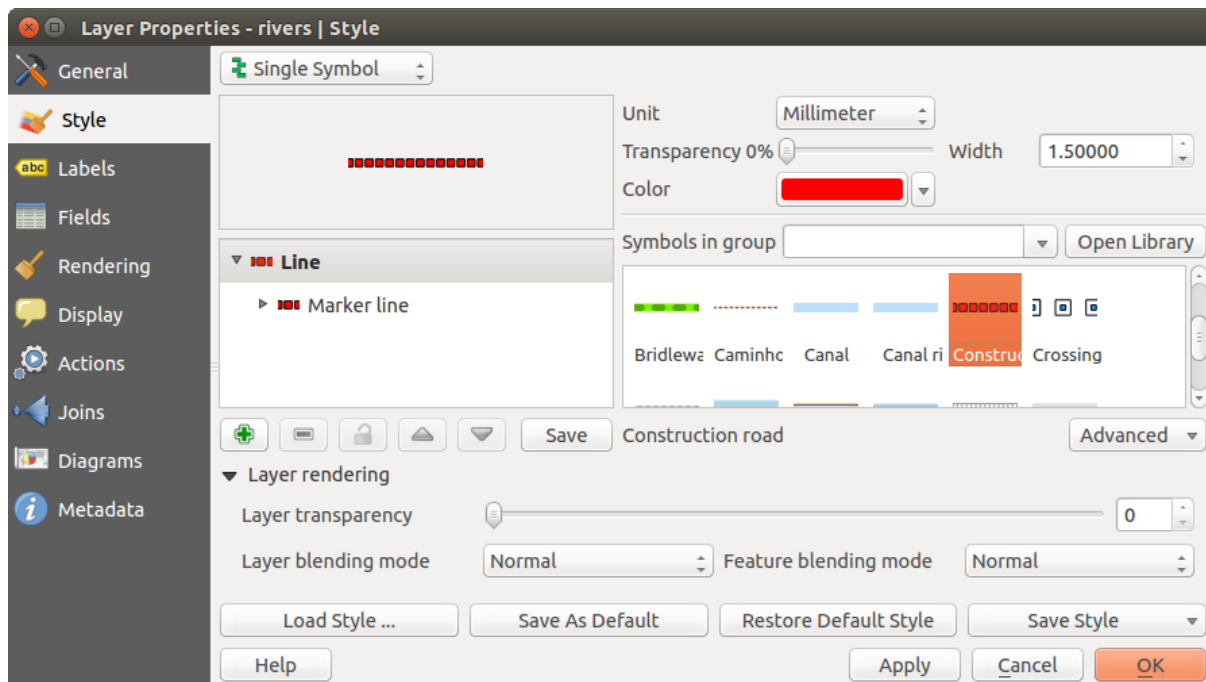 Layer Properties - rivers | Style
General
Style
Labels
Fields
Rendering
Display
Actions
Joins
Diagrams
Metadata
Single Symbol
Unit
Millimeter
Transparency 0%
Width
1.50000
Color
Symbols in group
Open Library
Line
Marker line
Bridlewa
Caminho
Canal
Canal ri
Construc
Crossing
Save
Construction road
Advanced
Layer rendering
Layer transparency
0
Layer blending mode
Normal
Feature blending mode
Normal
Load Style ...
Save As Default
Restore Default Style
Save Style
Help
Apply
Cancel
OK
abc